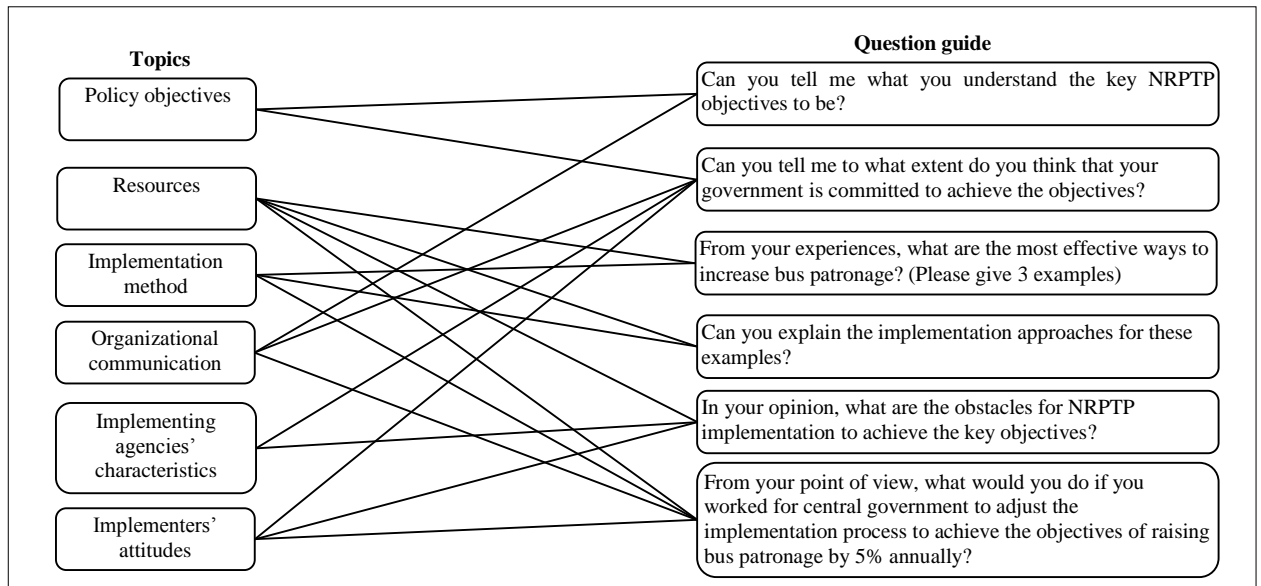 Topics
Policy objectives
Resources
Implementation
method
Organizational
communication
Implementing
agencies’
characteristics
Implementers’
attitudes
Question guide
Can you tell me what you understand the key NRPTP
objectives to be?
Can you tell me to what extent do you think that your
government is committed to achieve the objectives?
From your experiences, what are the most effective ways to
increase bus patronage? (Please give 3 examples)
Can you explain the implementation approaches for these
examples?
In your opinion, what are the obstacles for NRPTP
implementation to achieve the key objectives?
From your point of view, what would you do if you
worked for central government to adjust the
implementation process to achieve the objectives of raising
bus patronage by 5% annually?